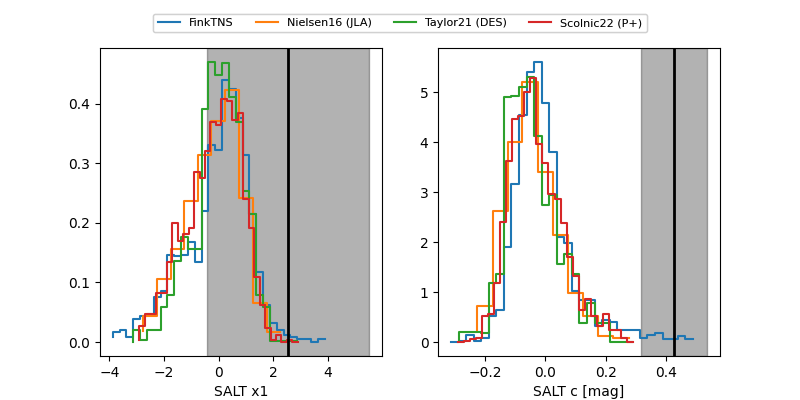 FinkTNS Nielsen16 (JLA) Taylor21 (DES) Scolnic22 (P+)
0.4
0.3
0.2
0.1
0.0
−4 −2 0 2 4
SALT x1
5
4
3
2
1
0
−0.2 0.0 0.2 0.4
SALT c [mag]